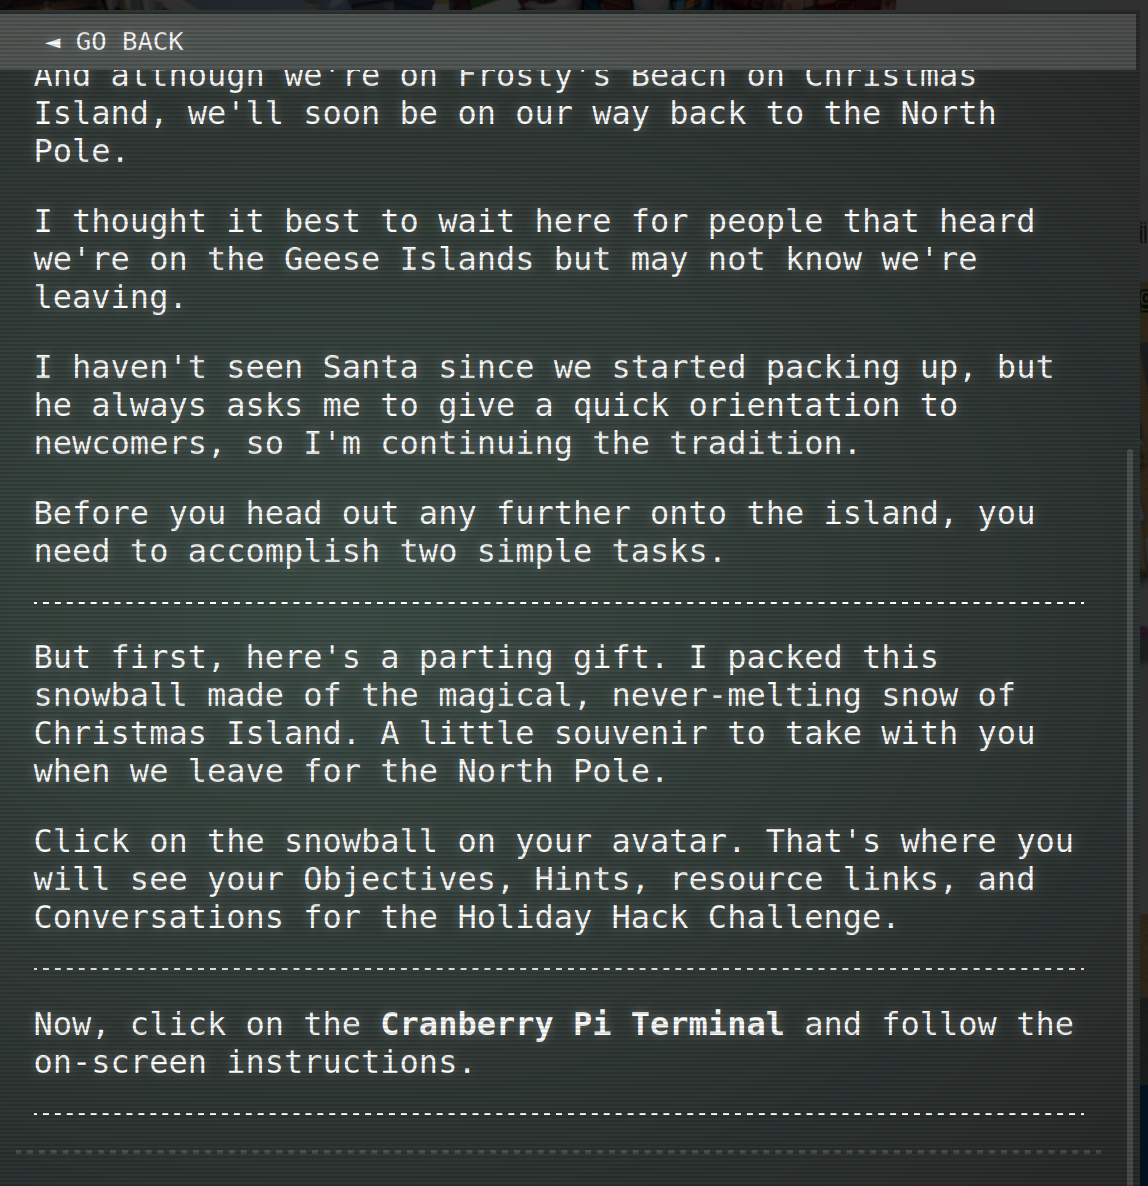 ◄ GO BACK
And although we're on Frosty's Beach on Christmas
Island, we'll soon be on our way back to the North
Pole.
I thought it best to wait here for people that heard
we're on the Geese Islands but may not know we're
leaving.
I haven't seen Santa since we started packing up, but
he always asks me to give a quick orientation to
newcomers, so I'm continuing the tradition.
Before you head out any further onto the island, you
need to accomplish two simple tasks.
But first, here's a parting gift. I packed this
snowball made of the magical, never-melting snow of
Christmas Island. A little souvenir to take with you
when we leave for the North Pole.
Click on the snowball on your avatar. That's where you
will see your Objectives, Hints, resource links, and
Conversations for the Holiday Hack Challenge.
Now, click on the Cranberry Pi Terminal and follow the
on-screen instructions.